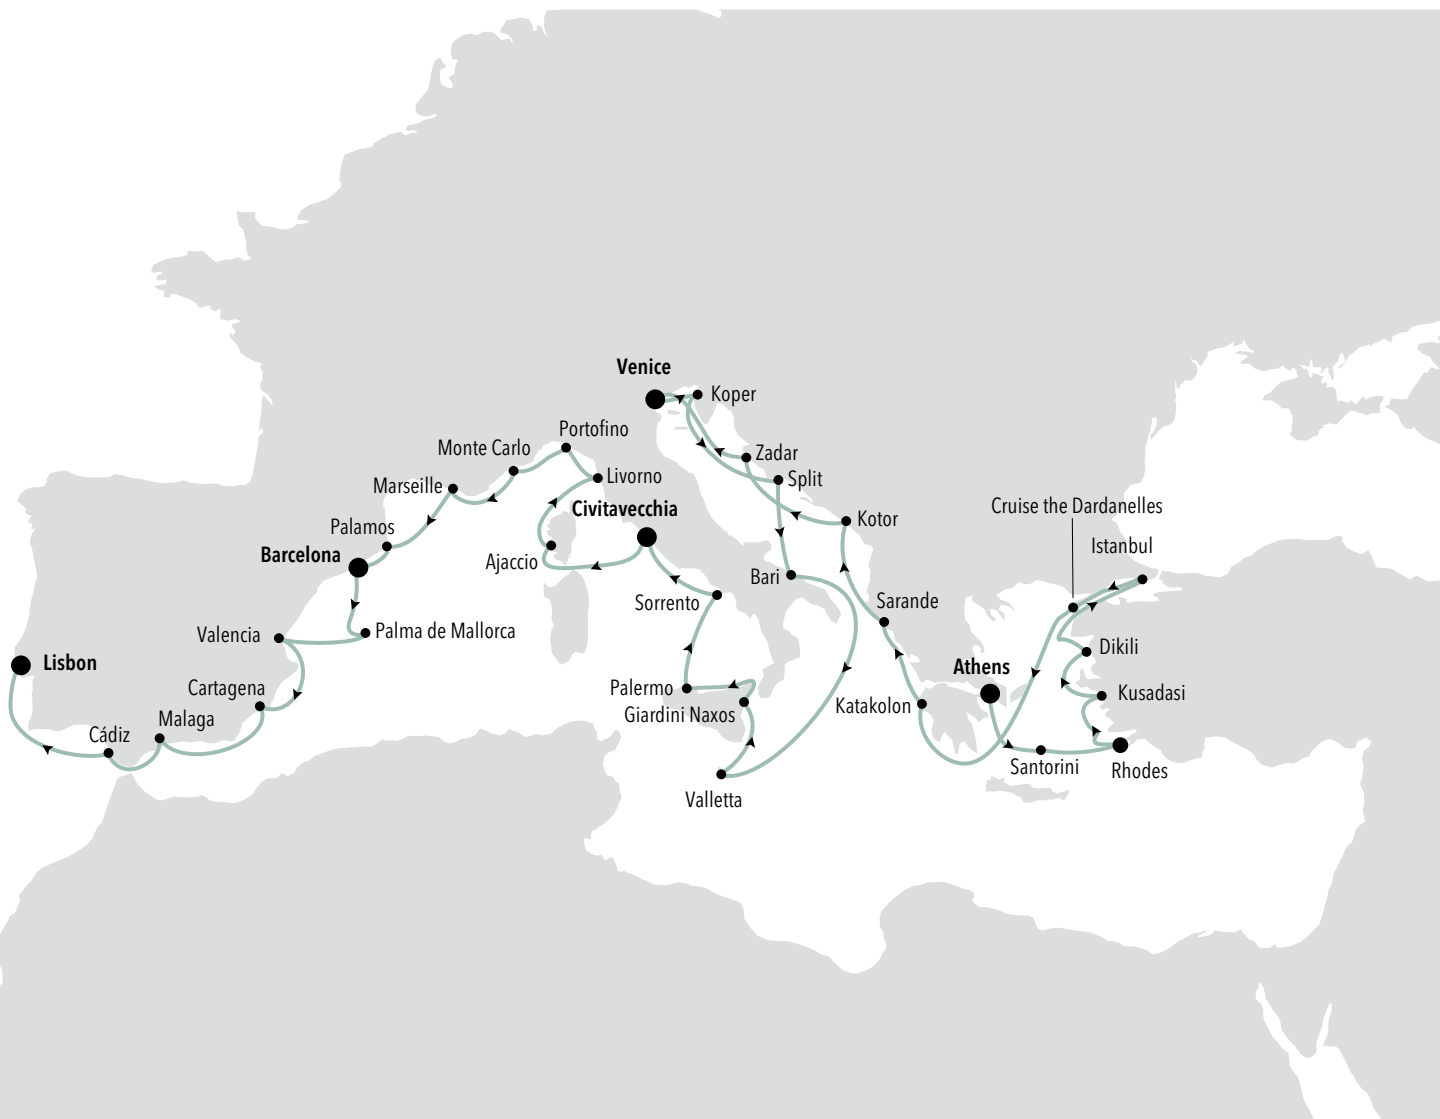 Venice
Koper
Portofino
Monte Carlo
Zadar
Livorno
Split
Marseille
Civitavecchia
Cruise the Dardanelles
Kotor
Palamos
Istanbul
Barcelona
Ajaccio
Bari
Sorrento
Sarande
Palma de Mallorca
Valencia
Dikili
Lisbon
Athens
Cartagena
Palermo
Kusadasi
Katakolon
Giardini Naxos
Malaga
Cádiz
Santorini
Rhodes
Valletta